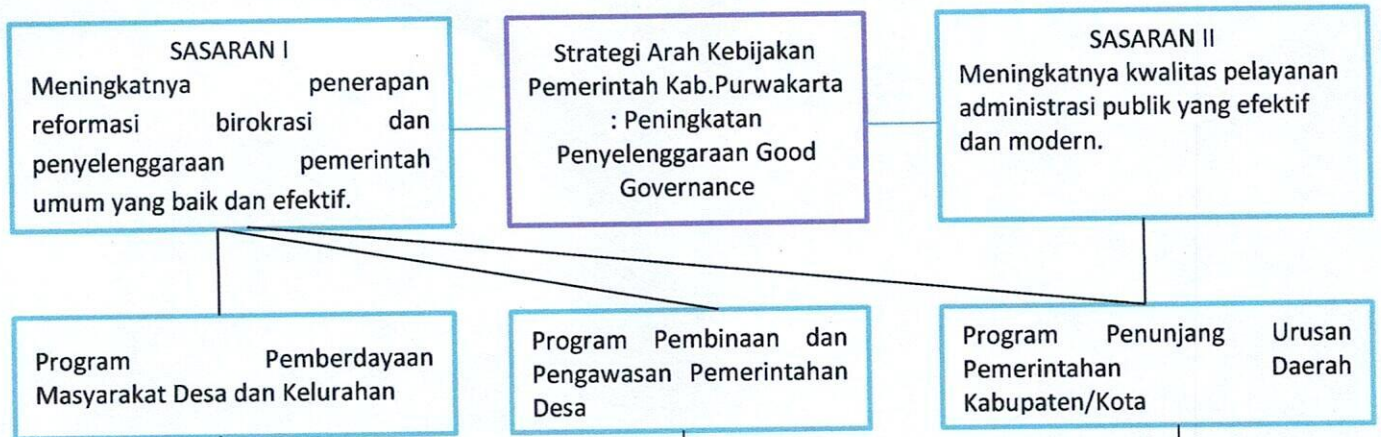 SASARAN I
Meningkatnya penerapan
reformasi birokrasi dan
penyelenggaraan pemerintah
umum yang baik dan efektif.
Strategi Arah Kebijakan
Pemerintah Kab.Purwakarta
: Peningkatan
Penyelenggaraan Good
Governance
SASARAN II
Meningkatnya kwalitas pelayanan
administrasi publik yang efektif
dan modern.
Program Pemberdayaan
Masyarakat Desa dan Kelurahan
Program Pembinaan dan
Pengawasan Pemerintahan
Desa
Program Penunjang Urusan
Pemerintahan Daerah
Kabupaten/Kota